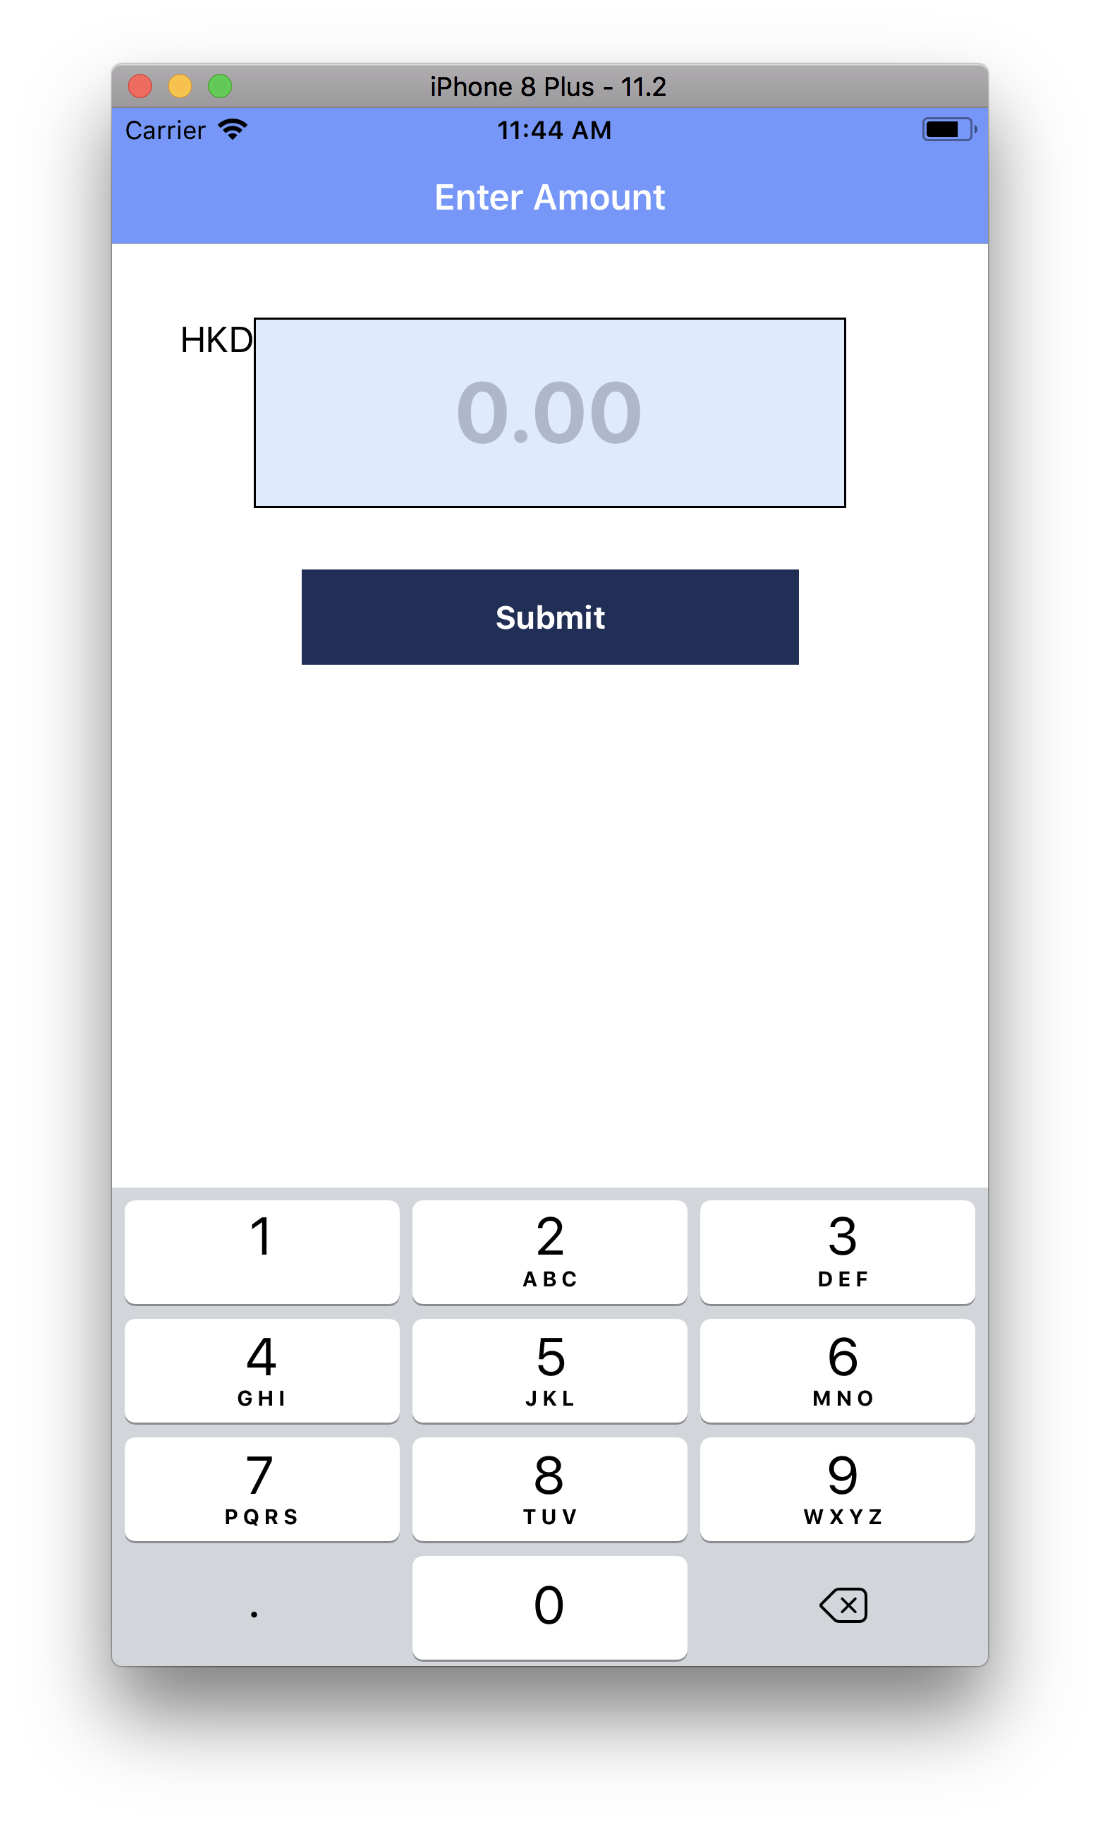 iPhone 8 Plus - 11.2
Carrier 11:44 AM
Enter Amount
HKD 0.00
Submit
1 2 3
ABC DEF
4 5 6
GHI JKL MNO
7 8 9
PQRS TUV WXYZ
. 0